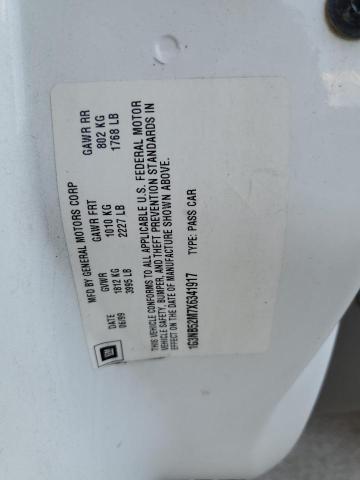 MFD BY GENERAL MOTORS CORP
DATE GVWR GAWR FRT GAWR RR
06/99 1812 KG 1010 KG 802 KG
3995 LB 2227 LB 1768 LB
THIS VEHICLE CONFORMS TO ALL APPLICABLE U.S. FEDERAL MOTOR
VEHICLE SAFETY, BUMPER, AND THEFT PREVENTION STANDARDS IN
EFFECT ON THE DATE OF MANUFACTURE SHOWN ABOVE.
1G3NB52M7X6341917 TYPE: PASS CAR
GM